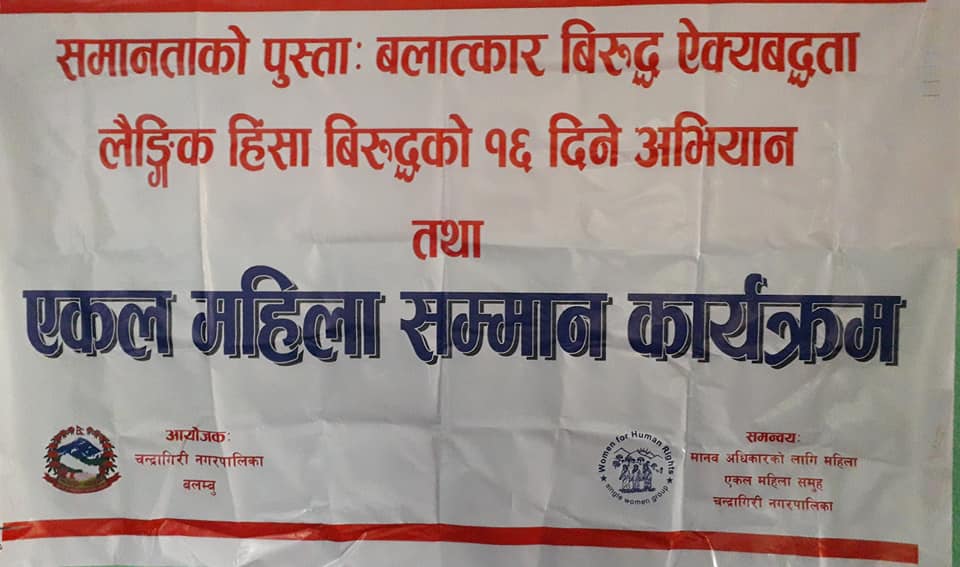 समानताको पुस्ताः बलात्कार बिरुद्ध ऐक्यबद्धता
लैङ्गिक हिंसा बिरुद्धको १६ दिने अभियान
तथा
एकल महिला सम्मान कार्यक्रम
आयोजकः
चन्द्रागिरी नगरपालिका
बलम्बु
Women for Human Rights
single women group
समन्वयः
मानव अधिकारको लागि महिला
एकल महिला समुह
चन्द्रागिरी नगरपालिका